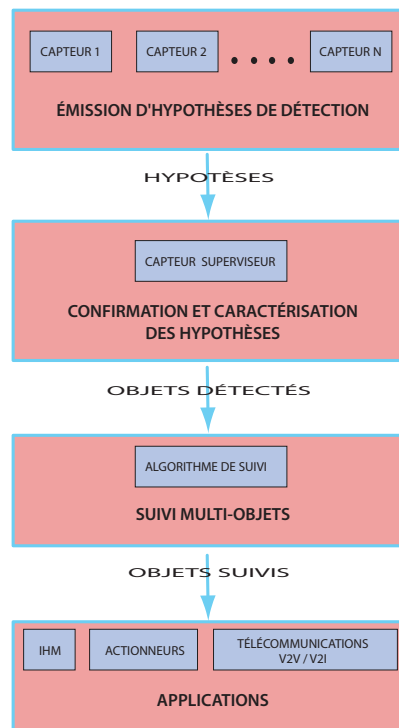 CAPTEUR 1
CAPTEUR 2
CAPTEUR N
ÉMISSION D'HYPOTHÈSES DE DÉTECTION
HYPOTÈSES
CAPTEUR SUPERVISEUR
CONFIRMATION ET CARACTÉRISATION
DES HYPOTHÈSES
OBJETS DÉTECTÉS
ALGORITHME DE SUIVI
SUIVI MULTI-OBJETS
OBJETS SUIVIS
IHM
ACTIONNEURS
TÉLÉCOMMUNICATIONS
V2V / V2I
APPLICATIONS